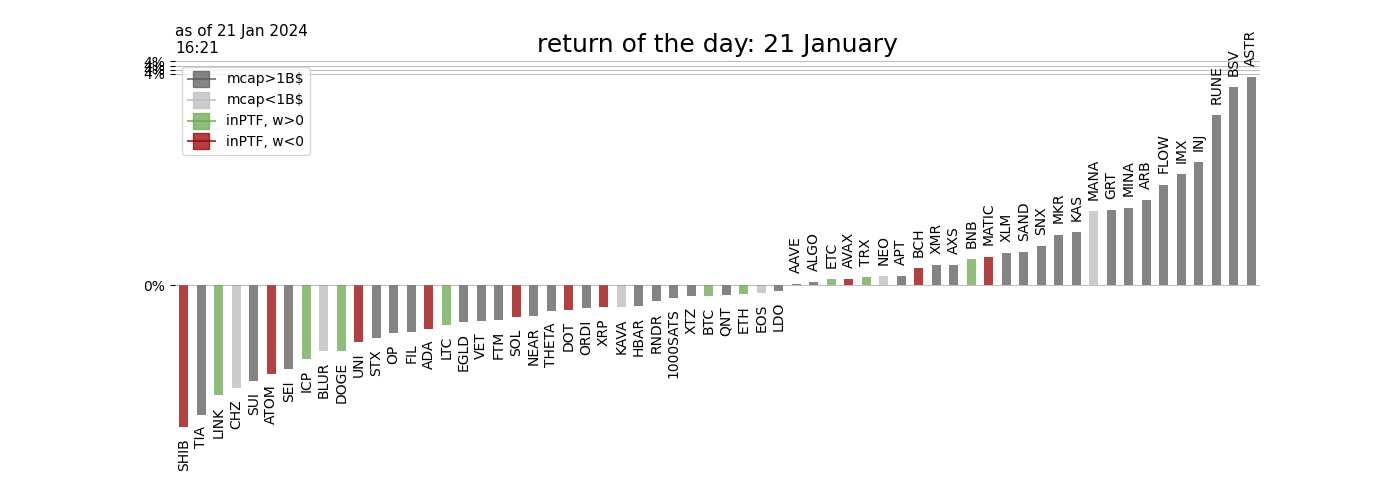 as of 21 Jan 2024
16:21
return of the day: 21 January
4%
4%
4%
4%
0%
mcap>1B$
mcap<1B$
inPTF, w>0
inPTF, w<0
SHIB
TIA
LINK
CHZ
SUI
ATOM
SEI
ICP
BLUR
DOGE
UNI
STX
OP
FIL
ADA
LTC
EGLD
VET
FTM
SOL
NEAR
THETA
DOT
ORDI
XRP
KAVA
HBAR
RNDR
1000SATS
XTZ
BTC
QNT
ETH
EOS
LDO
AAVE
ALGO
ETC
AVAX
TRX
NEO
APT
BCH
XMR
AXS
BNB
MATIC
XLM
SAND
SNX
MKR
KAS
MANA
GRT
MINA
ARB
FLOW
IMX
INJ
RUNE
BSV
ASTR